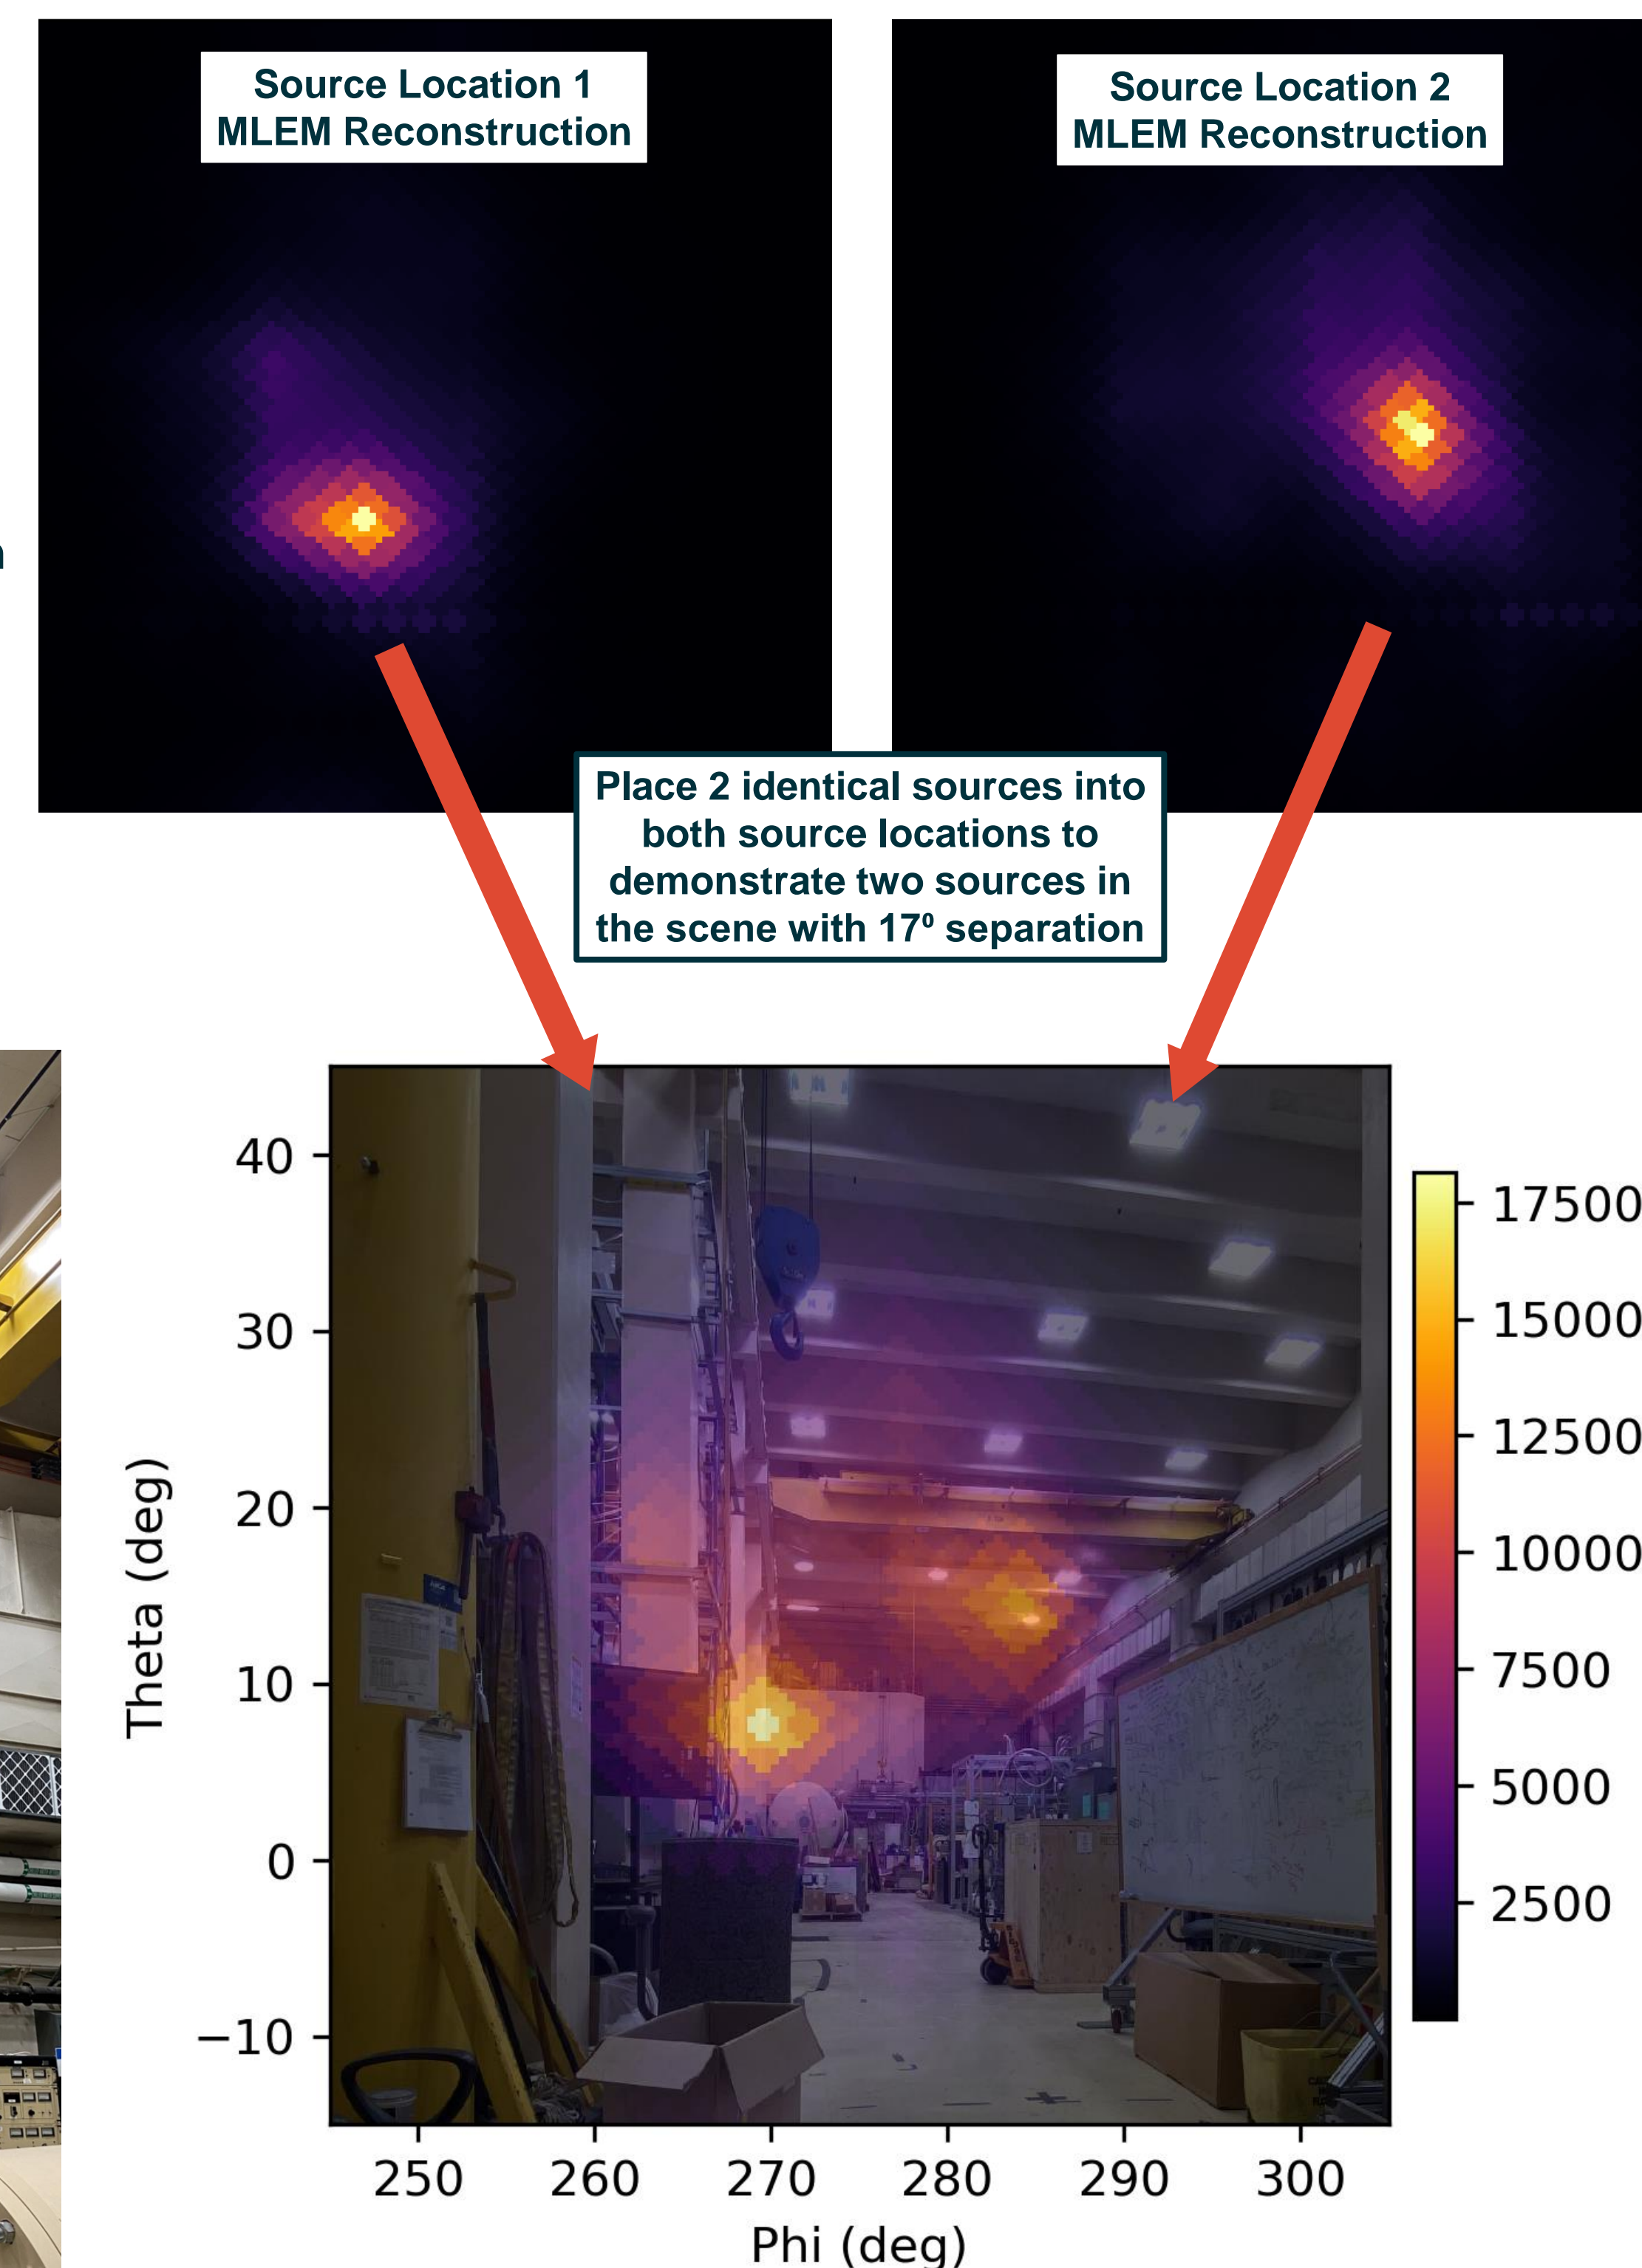 Source Location 1
MLEM Reconstruction
Source Location 2
MLEM Reconstruction
Place 2 identical sources into
both source locations to
demonstrate two sources in
the scene with 17⁰ separation
40
30
20
10
0
−10
Theta (deg)
250
260
270
280
290
300
Phi (deg)
17500
15000
12500
10000
7500
5000
2500